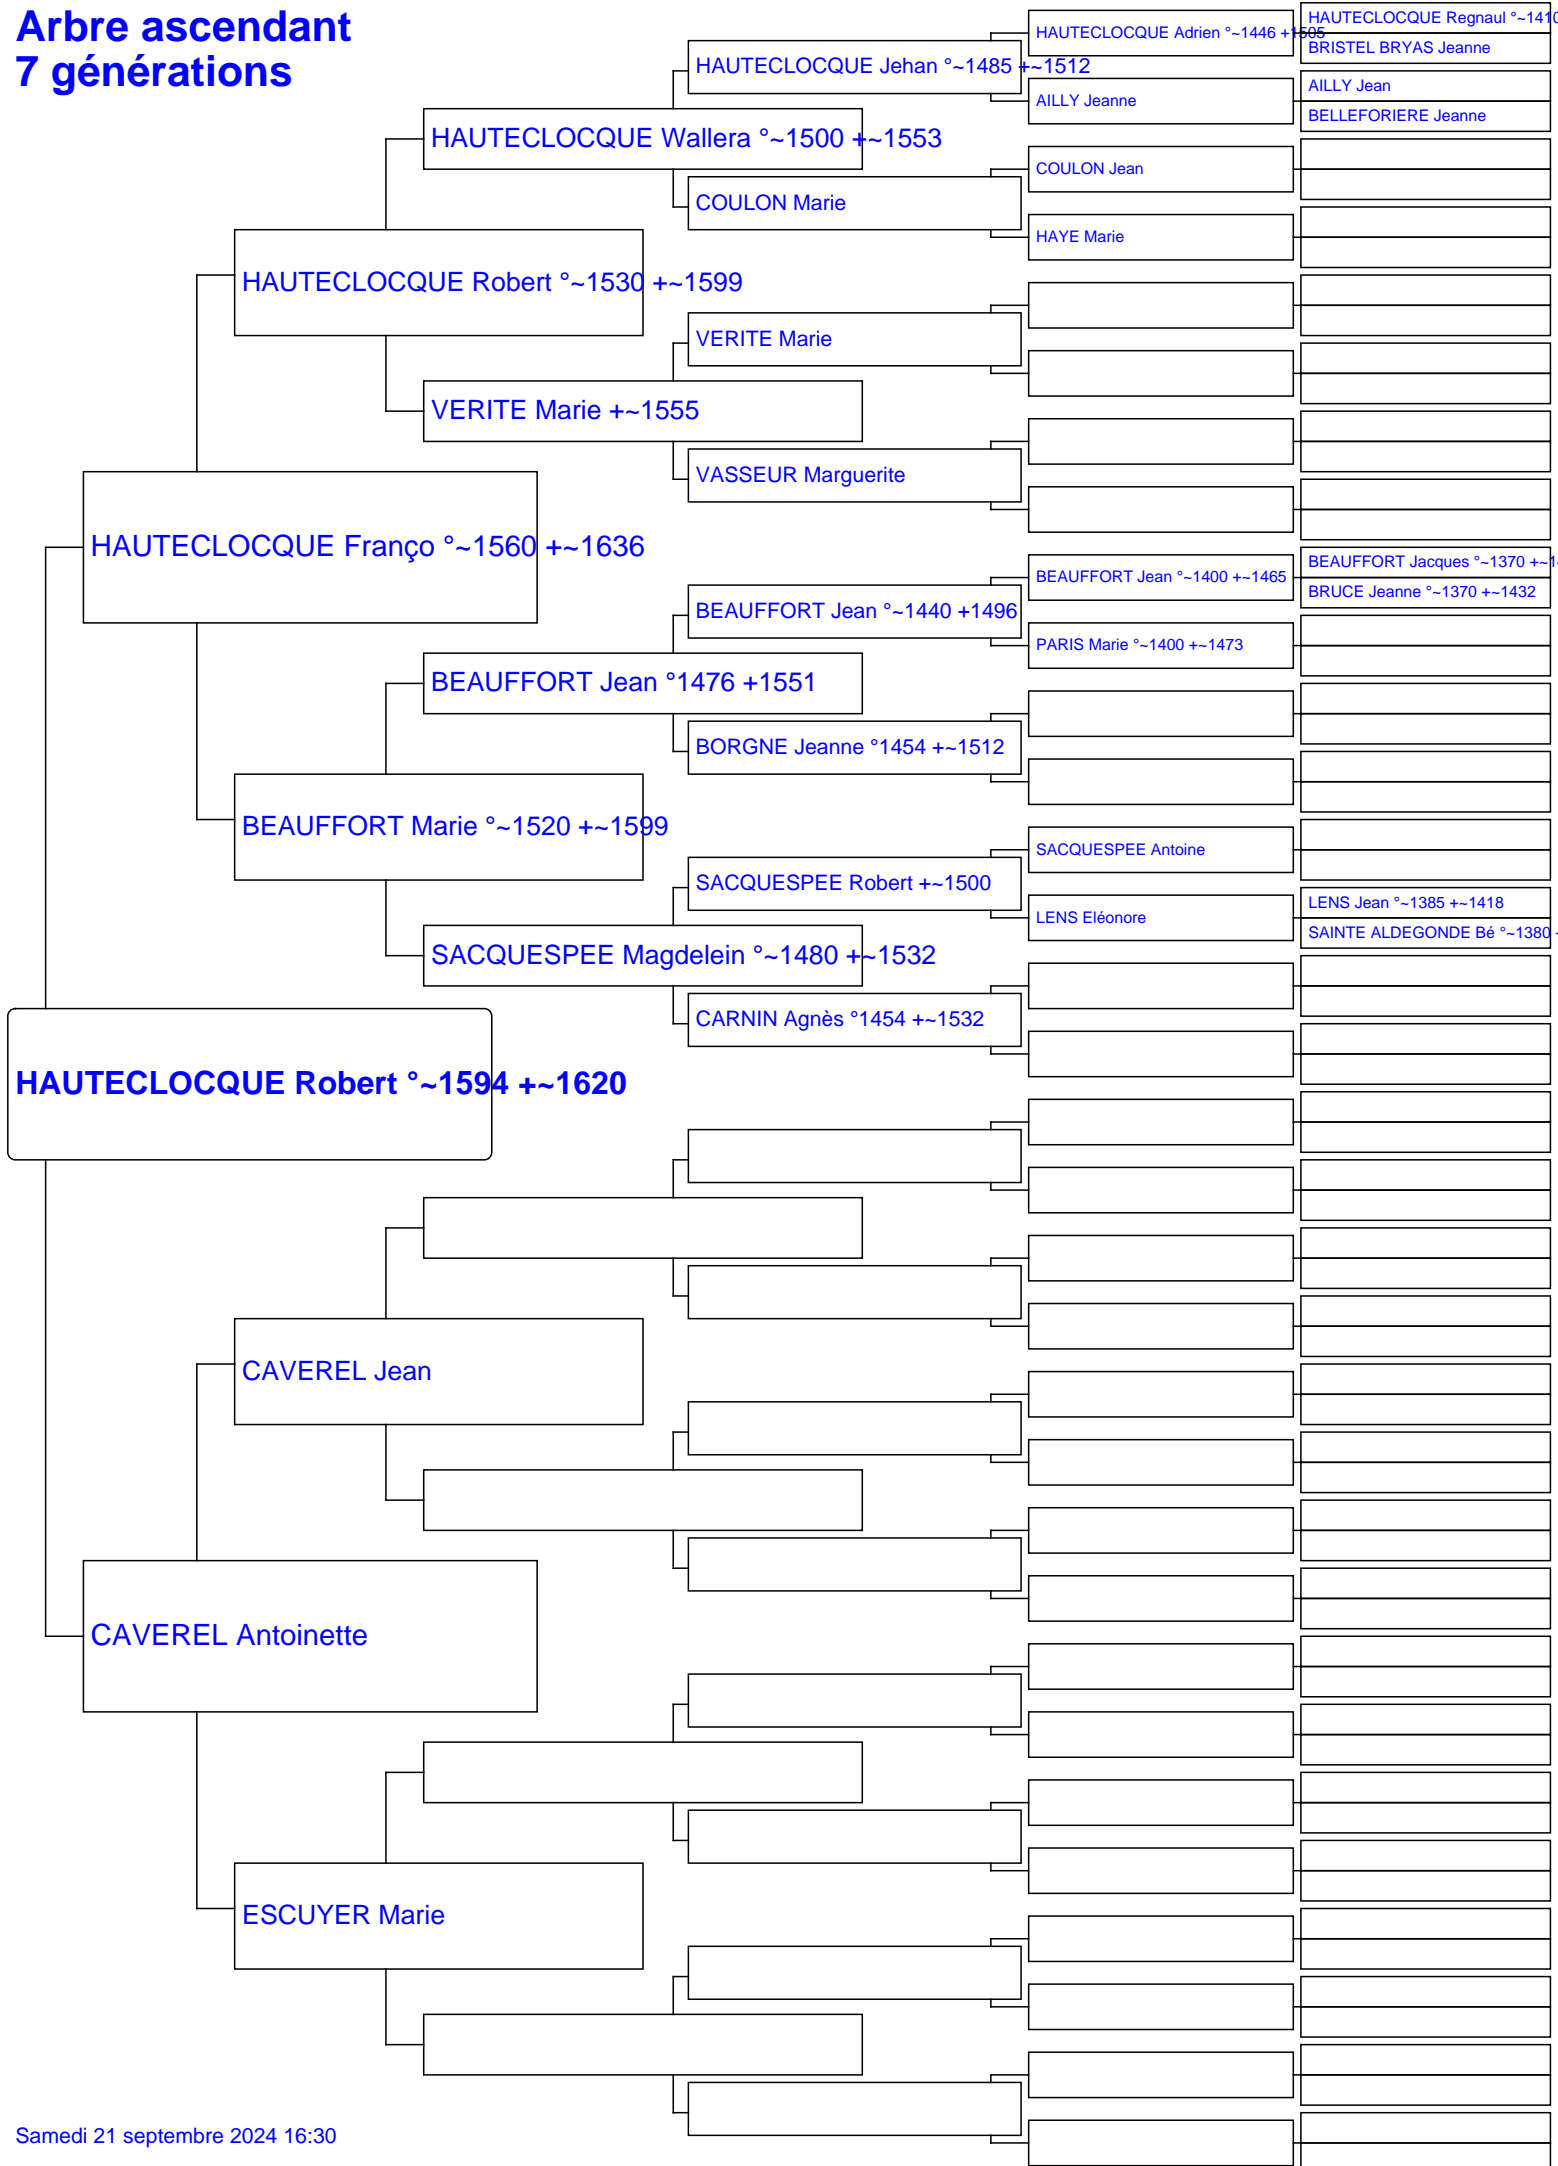 Arbre ascendant
7 générations
HAUTECLOCQUE Regnaul °~1410
HAUTECLOCQUE Adrien °~1446 +1505
BRISTEL BRYAS Jeanne
HAUTECLOCQUE Jehan °~1485 +~1512
AILLY Jean
AILLY Jeanne
BELLEFORIERE Jeanne
HAUTECLOCQUE Wallera °~1500 +~1553
COULON Jean
COULON Marie
HAYE Marie
HAUTECLOCQUE Robert °~1530 +~1599
VERITE Marie
VERITE Marie +~1555
VASSEUR Marguerite
HAUTECLOCQUE Franço °~1560 +~1636
BEAUFFORT Jacques °~1370 +~1
BEAUFFORT Jean °~1400 +~1465
BRUCE Jeanne °~1370 +~1432
BEAUFFORT Jean °~1440 +1496
PARIS Marie °~1400 +~1473
BEAUFFORT Jean °1476 +1551
BORGNE Jeanne °1454 +~1512
BEAUFFORT Marie °~1520 +~1599
SACQUESPEE Antoine
SACQUESPEE Robert +~1500
LENS Jean °~1385 +~1418
LENS Eléonore
SAINTE ALDEGONDE Bé °~1380 +
SACQUESPEE Magdelein °~1480 +~1532
CARNIN Agnès °1454 +~1532
HAUTECLOCQUE Robert °~1594 +~1620
CAVEREL Jean
CAVEREL Antoinette
ESCUYER Marie
Samedi 21 septembre 2024 16:30